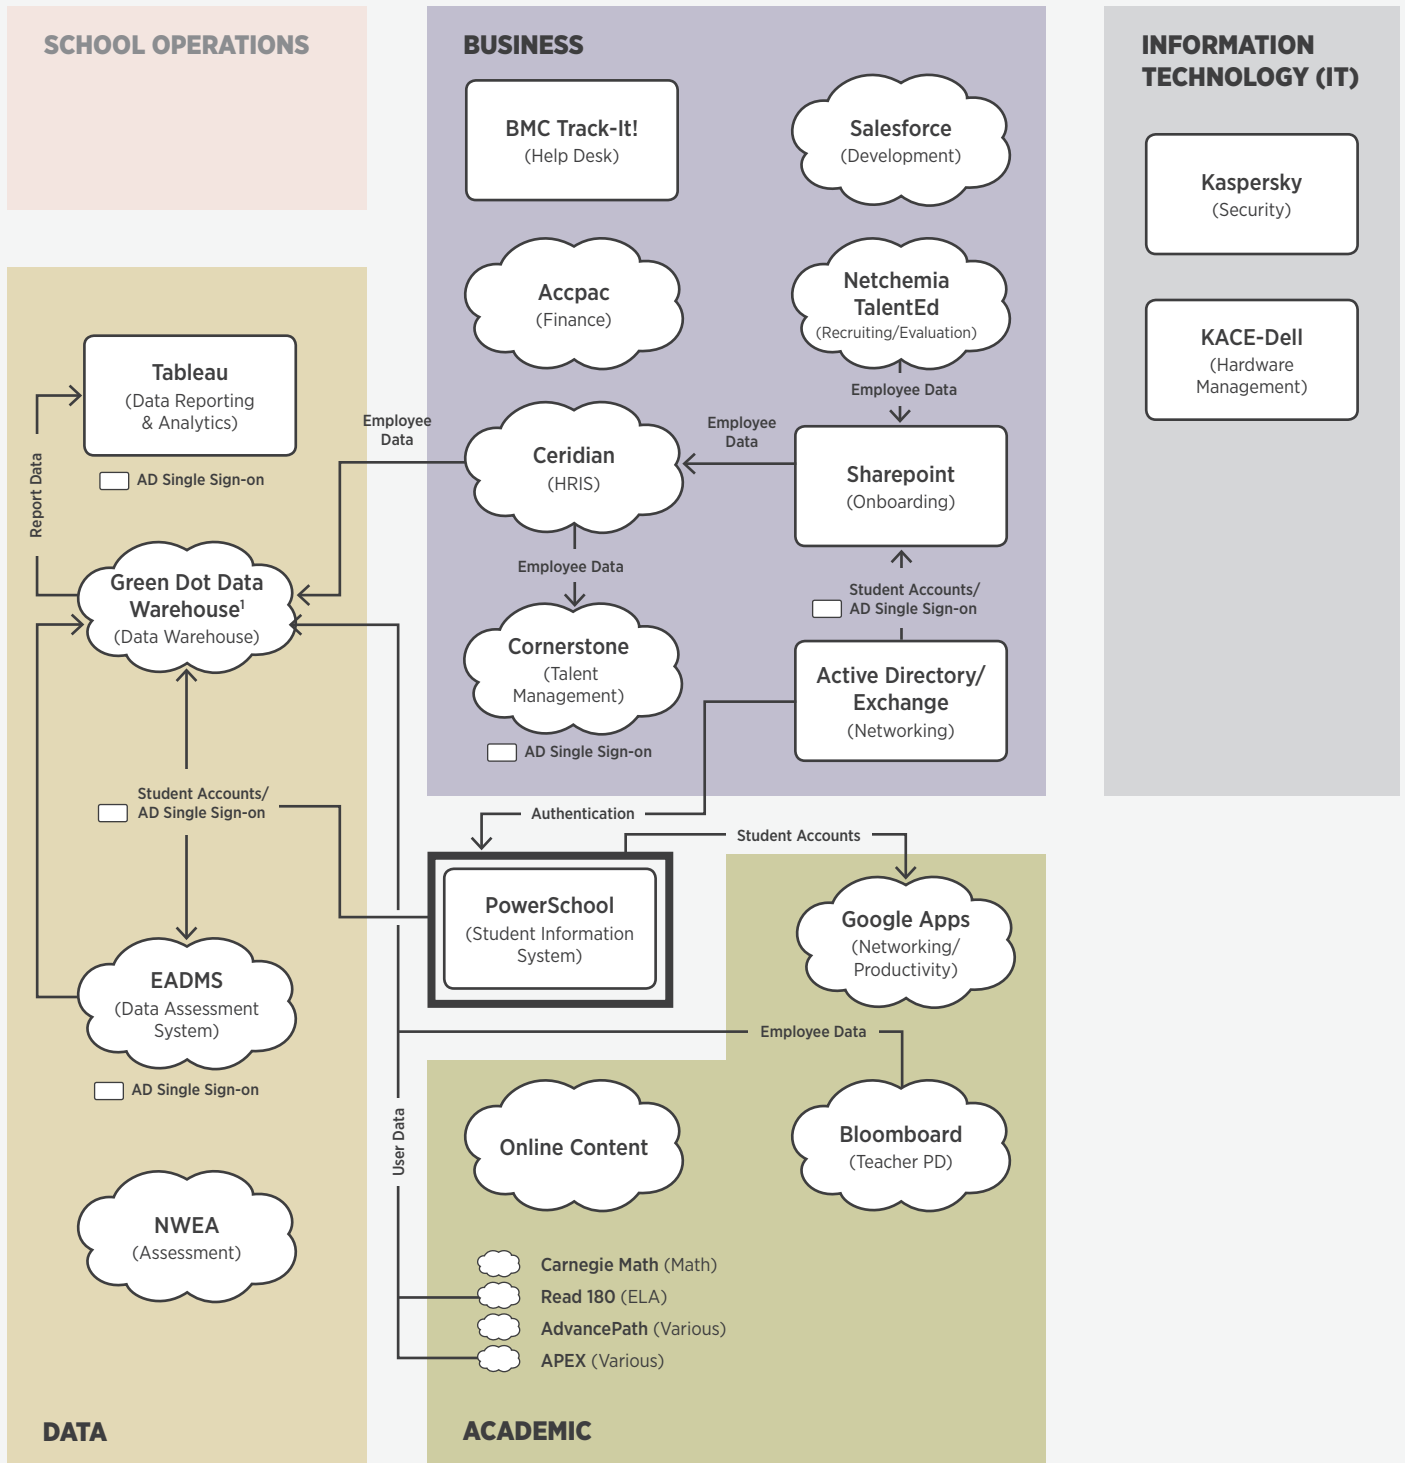 SCHOOL OPERATIONS
BUSINESS
INFORMATION
TECHNOLOGY (IT)
BMC Track-It!
(Help Desk)
Salesforce
(Development)
Kaspersky
(Security)
Accpac
(Finance)
Netchemia
TalentEd
(Recruiting/Evaluation)
KACE-Dell
(Hardware
Management)
Employee Data
Tableau
(Data Reporting
& Analytics)
AD Single Sign-on
Report Data
Employee
Data
Ceridian
(HRIS)
Employee
Data
Sharepoint
(Onboarding)
Employee Data
Student Accounts/
AD Single Sign-on
Green Dot Data
Warehouse1
(Data Warehouse)
Cornerstone
(Talent
Management)
AD Single Sign-on
Active Directory/
Exchange
(Networking)
Student Accounts/
AD Single Sign-on
Authentication
Student Accounts
PowerSchool
(Student Information
System)
Google Apps
(Networking/
Productivity)
EADMS
(Data Assessment
System)
AD Single Sign-on
Employee Data
User Data
Online Content
Bloomboard
(Teacher PD)
NWEA
(Assessment)
Carnegie Math (Math)
Read 180 (ELA)
AdvancePath (Various)
APEX (Various)
DATA
ACADEMIC